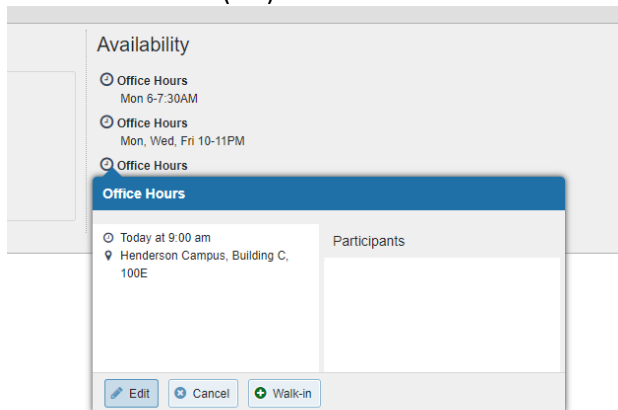 Availability
Office Hours
Mon 6-7:30AM
Office Hours
Mon, Wed, Fri 10-11PM
Office Hours
Office Hours
Today at 9:00 am
Henderson Campus, Building C,
100E
Participants
Edit
Cancel
Walk-in